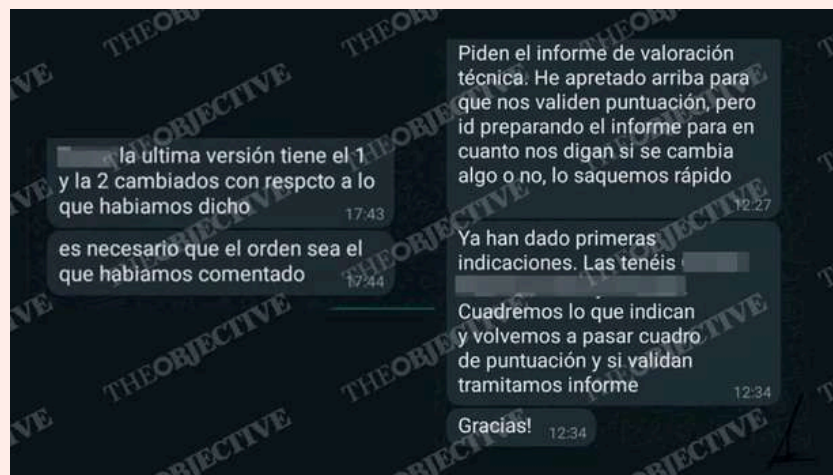 la ultima versión tiene el 1
y la 2 cambiados con respcto a lo
que habiamos dicho
17:43
es necesario que el orden sea el
que habiamos comentado
17:44
Piden el informe de valoración
técnica. He apretado arriba para
que nos validen puntuación, pero
id preparando el informe para en
cuanto nos digan si se cambia
algo o no, lo saquemos rápido
12:27
Ya han dado primeras
indicaciones. Las tenéis
Cuadremos lo que indican
y volvemos a pasar cuadro
de puntuación y si validan
tramitamos informe
12:34
Gracias!
12:34
THEOBJECTIVE